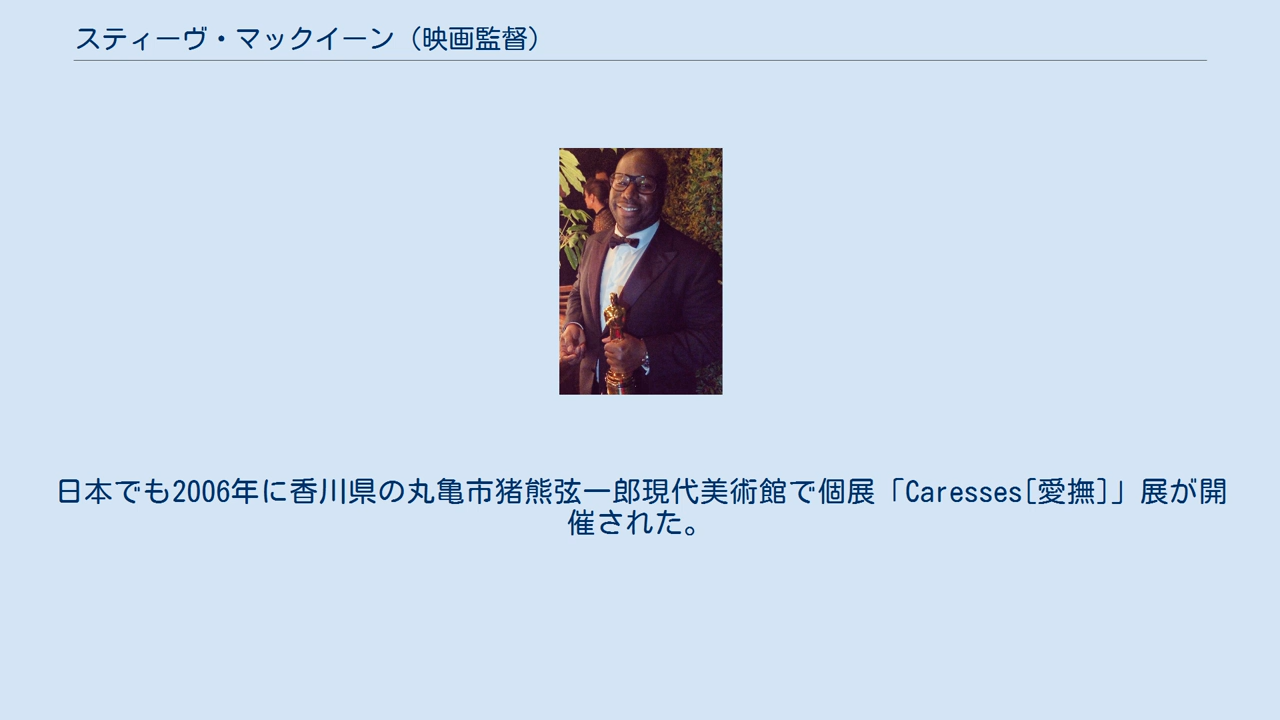 スティーヴ・マックイーン（映画監督）
日本でも2006年に香川県の丸亀市猪熊弦一郎現代美術館で個展「Caresses[愛撫]」展が開
催された。